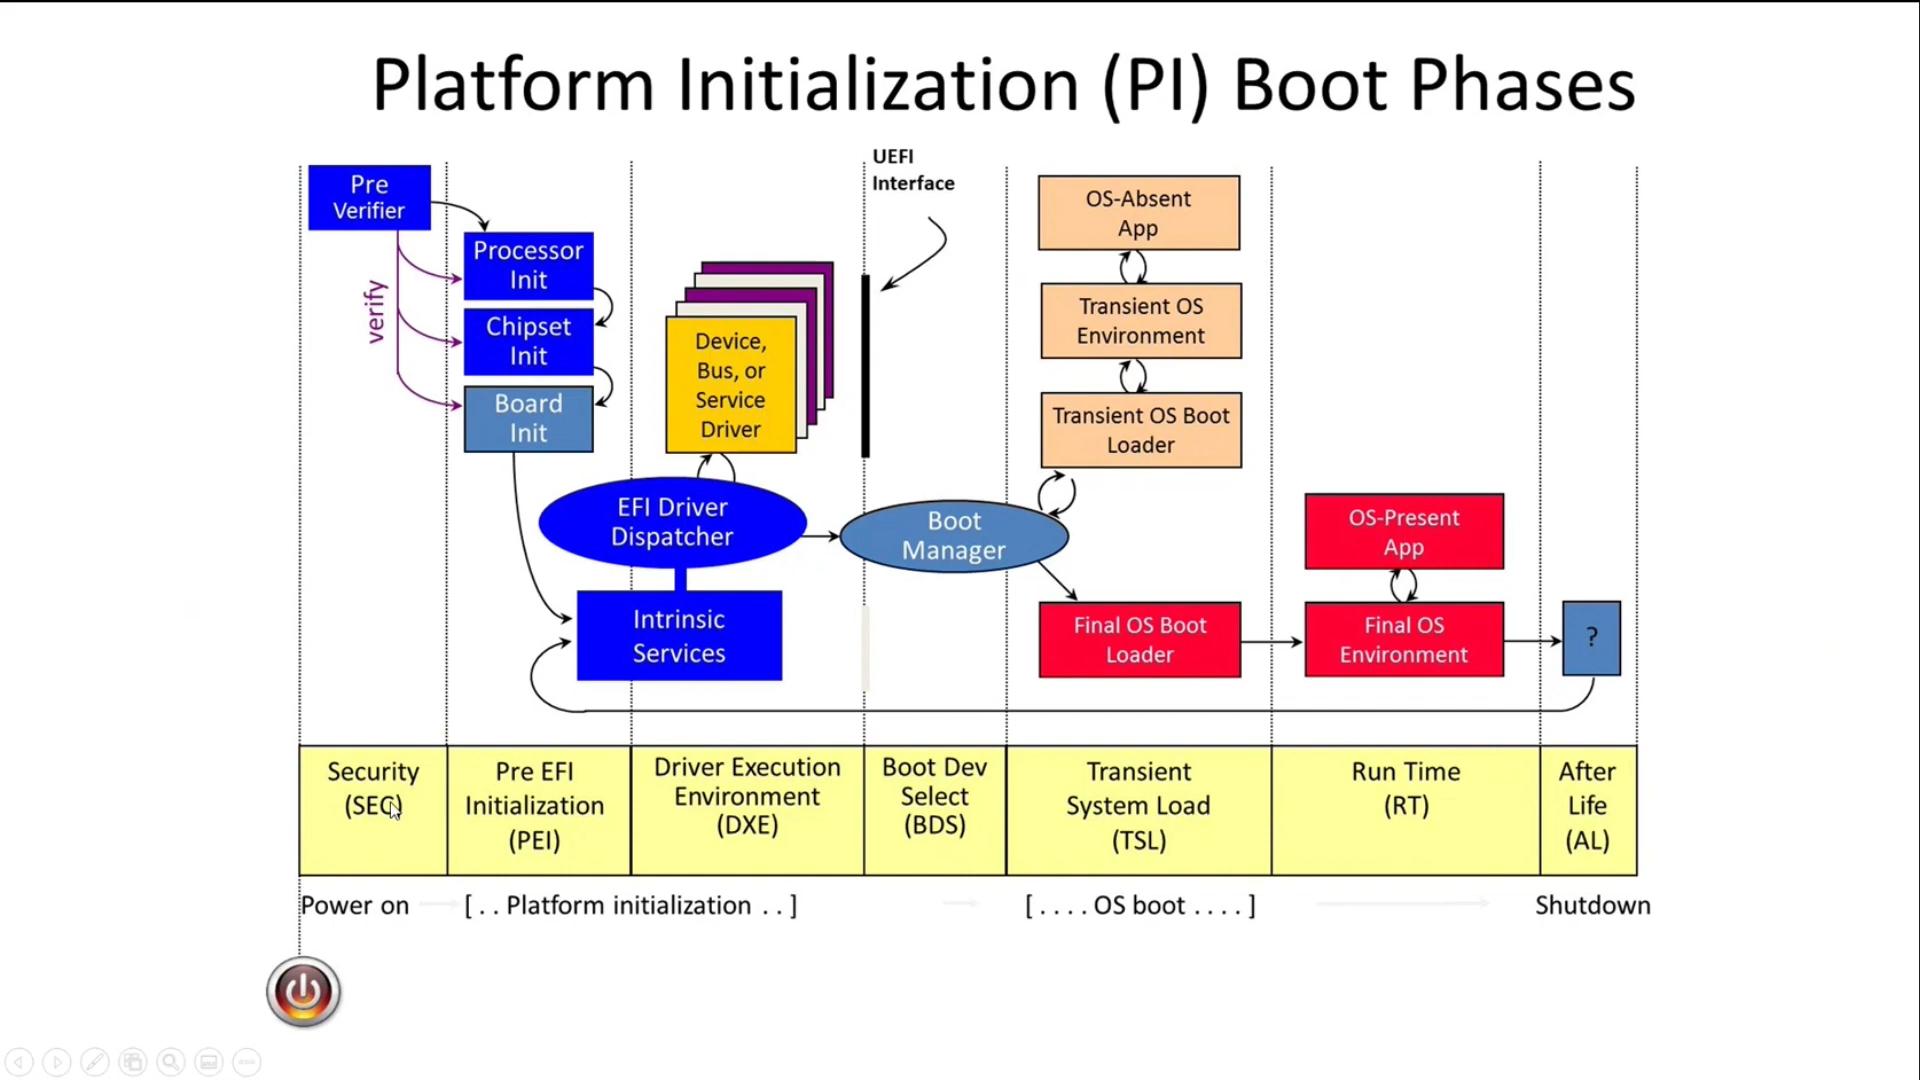 Platform Initialization (PI) Boot Phases
UEFI
Interface
Pre
Verifier
verify
Processor
Init
Chipset
Init
Board
Init
Device,
Bus, or
Service
Driver
EFI Driver
Dispatcher
Intrinsic
Services
Boot
Manager
OS-Absent
App
Transient OS
Environment
Transient OS Boot
Loader
Final OS Boot
Loader
OS-Present
App
Final OS
Environment
?
Security
(SEC)
Pre EFI
Initialization
(PEI)
Driver Execution
Environment
(DXE)
Boot Dev
Select
(BDS)
Transient
System Load
(TSL)
Run Time
(RT)
After
Life
(AL)
Power on
[ . . Platform initialization . . ]
[ . . . . OS boot . . . . ]
Shutdown